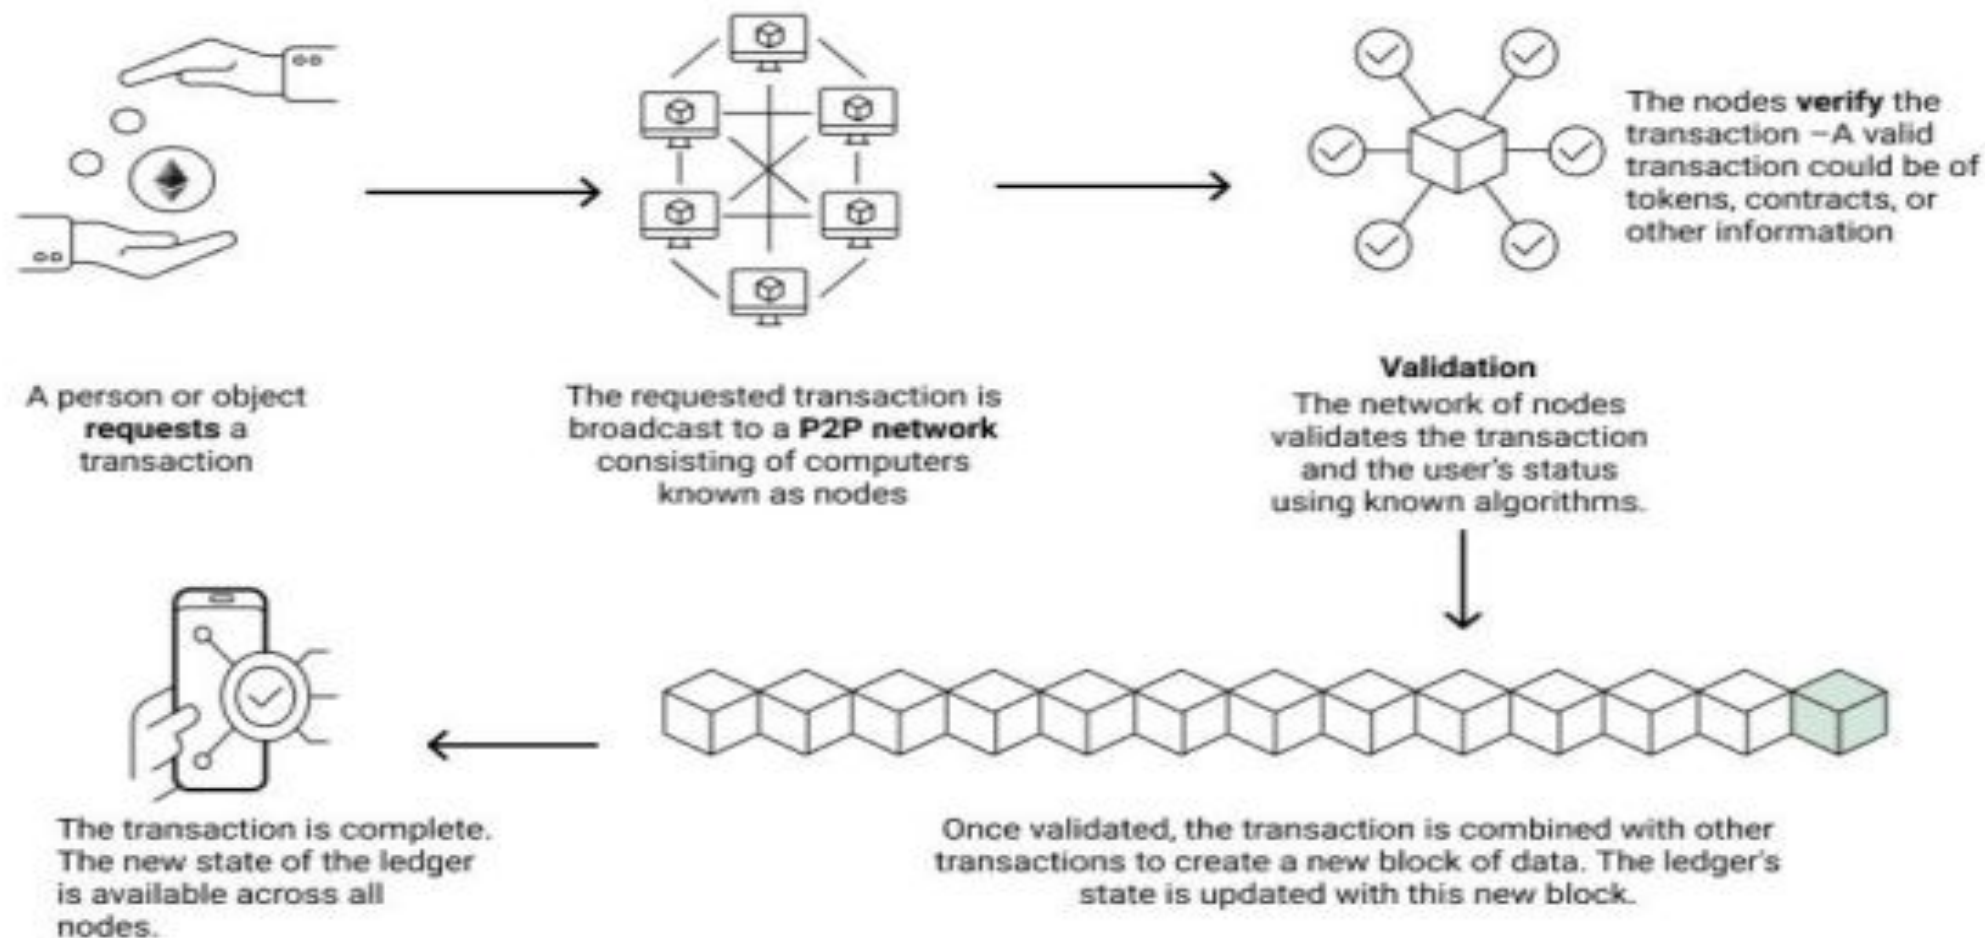 The nodes verify the
transaction –A valid
transaction could be of
tokens, contracts, or
other information
A person or object
requests a
transaction
The requested transaction is
broadcast to a P2P network
consisting of computers
known as nodes
Validation
The network of nodes
validates the transaction
and the user's status
using known algorithms.
The transaction is complete.
The new state of the ledger
is available across all
nodes.
Once validated, the transaction is combined with other
transactions to create a new block of data. The ledger's
state is updated with this new block.